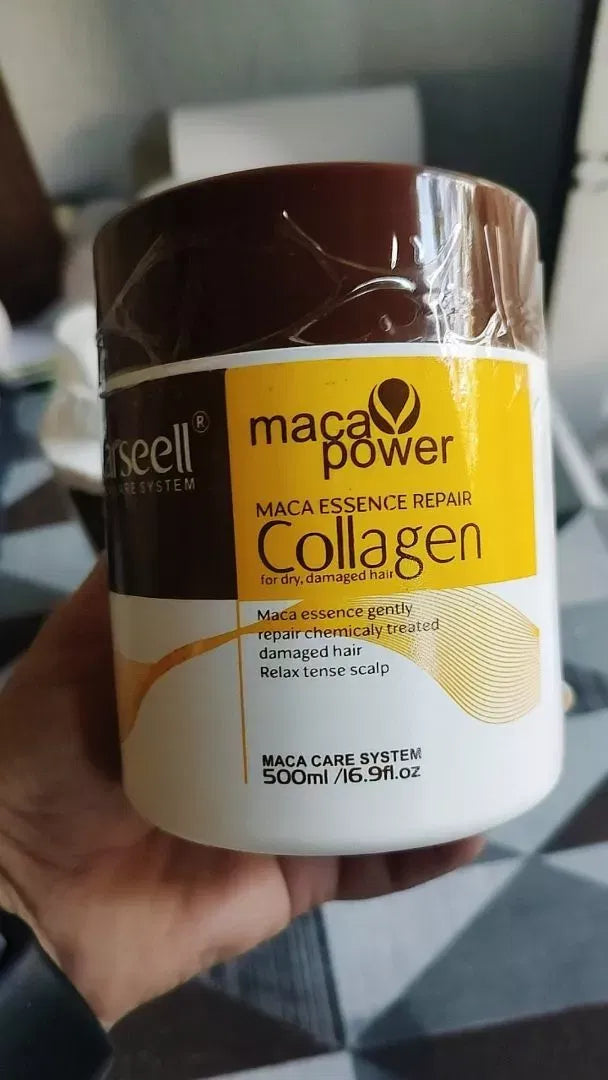 arseell®
ARE SYSTEM
maca
power
MACA ESSENCE REPAIR
Collagen
for dry, damaged hair
Maca essence gently
repair chemicaly treated
damaged hair
Relax tense scalp
MACA CARE SYSTEM
500ml /16.9fl.oz